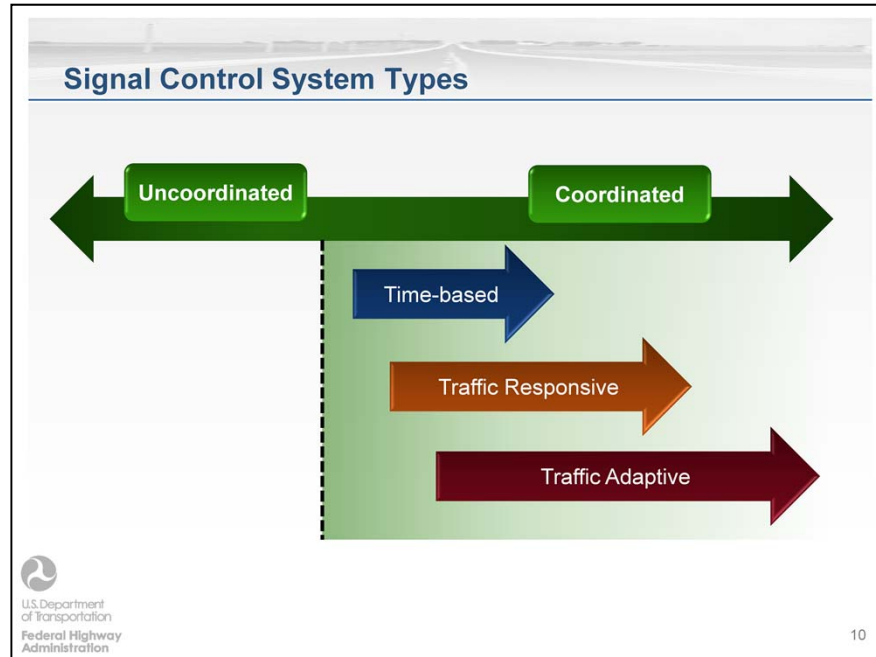 Signal Control System Types
Uncoordinated
Coordinated
Time-based
Traffic Responsive
Traffic Adaptive
U.S.Department
of Transportation
Federal Highway
Administration
10